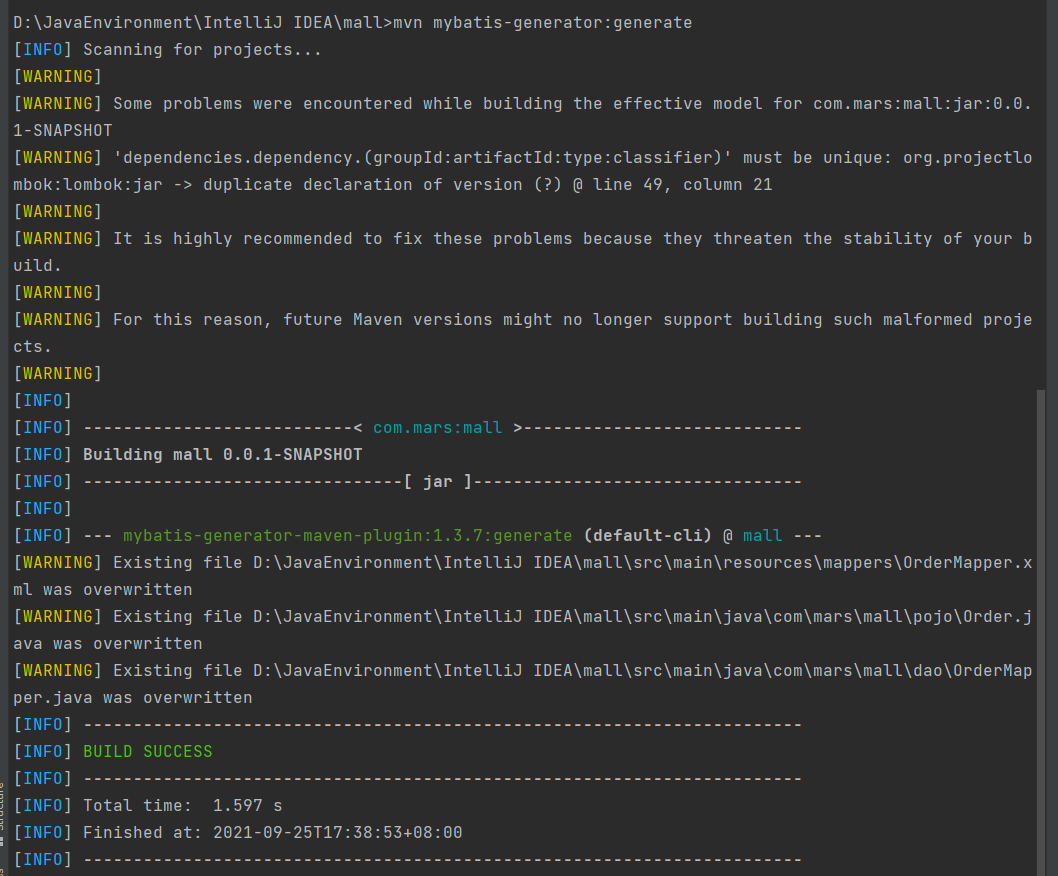 D:\JavaEnvironment\IntelliJ IDEA\mall>mvn mybatis-generator:generate
[INFO] Scanning for projects...
[WARNING]
[WARNING] Some problems were encountered while building the effective model for com.mars:mall:jar:0.0.
1-SNAPSHOT
[WARNING] 'dependencies.dependency.(groupId:artifactId:type:classifier)' must be unique: org.projectlo
mbok:lombok:jar -> duplicate declaration of version (?) @ line 49, column 21
[WARNING]
[WARNING] It is highly recommended to fix these problems because they threaten the stability of your b
uild.
[WARNING]
[WARNING] For this reason, future Maven versions might no longer support building such malformed proje
cts.
[WARNING]
[INFO]
[INFO] ---------------------------< com.mars:mall >----------------------------
[INFO] Building mall 0.0.1-SNAPSHOT
[INFO] --------------------------------[ jar ]---------------------------------
[INFO]
[INFO] --- mybatis-generator-maven-plugin:1.3.7:generate (default-cli) @ mall ---
[WARNING] Existing file D:\JavaEnvironment\IntelliJ IDEA\mall\src\main\resources\mappers\OrderMapper.x
ml was overwritten
[WARNING] Existing file D:\JavaEnvironment\IntelliJ IDEA\mall\src\main\java\com\mars\mall\pojo\Order.j
ava was overwritten
[WARNING] Existing file D:\JavaEnvironment\IntelliJ IDEA\mall\src\main\java\com\mars\mall\dao\OrderMap
per.java was overwritten
[INFO] ------------------------------------------------------------------------
[INFO] BUILD SUCCESS
[INFO] ------------------------------------------------------------------------
[INFO] Total time:  1.597 s
[INFO] Finished at: 2021-09-25T17:38:53+08:00
[INFO] ------------------------------------------------------------------------